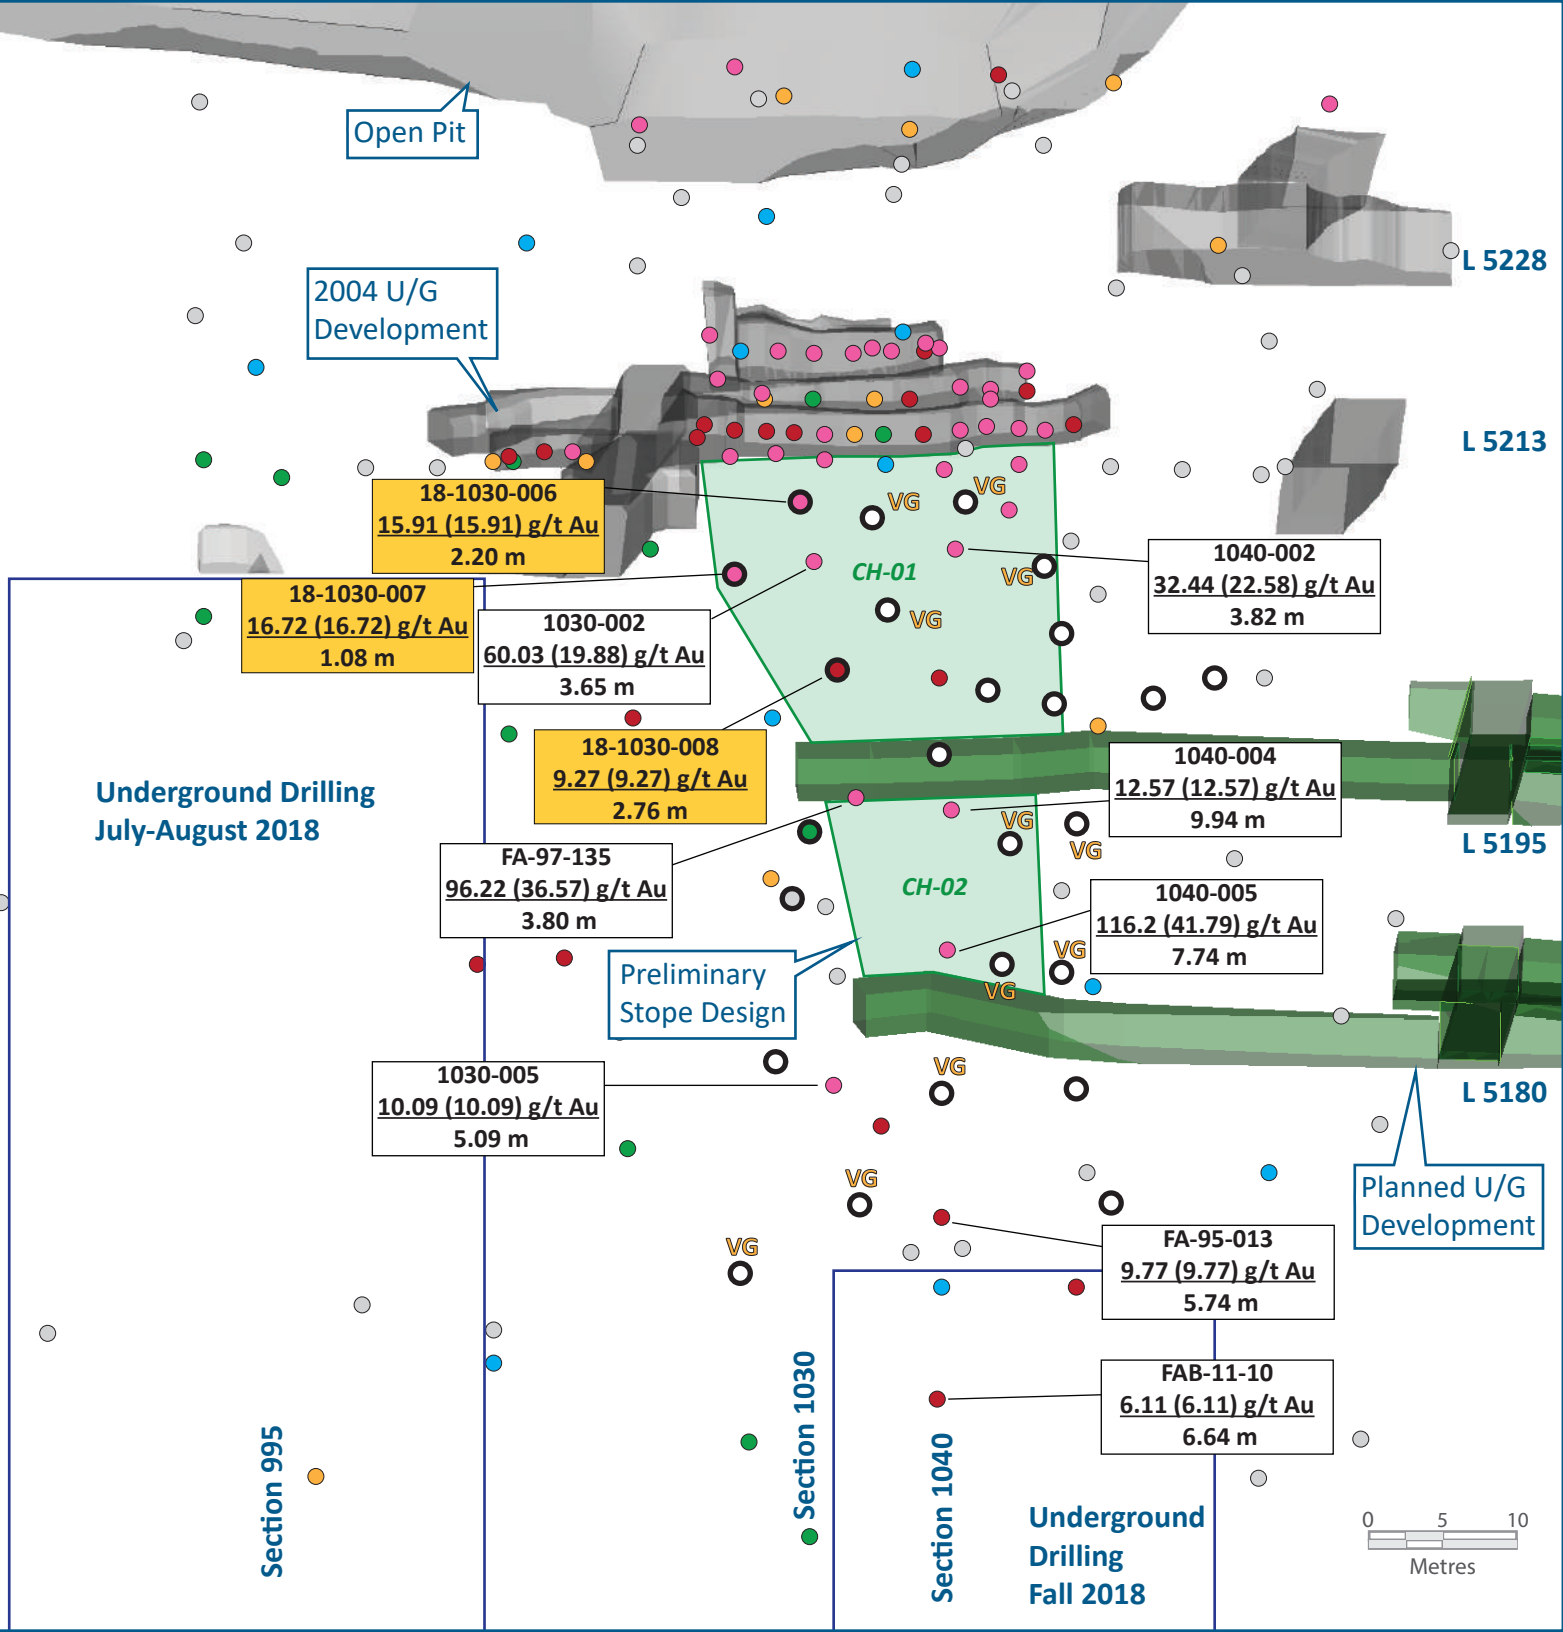 Open Pit
L 5228
2004 U/G
Development
L 5213
18-1030-006
15.91 (15.91) g/t Au
2.20 m
VG
VG
CH-01
VG
VG
1040-002
32.44 (22.58) g/t Au
3.82 m
18-1030-007
16.72 (16.72) g/t Au
1.08 m
1030-002
60.03 (19.88) g/t Au
3.65 m
18-1030-008
9.27 (9.27) g/t Au
2.76 m
1040-004
12.57 (12.57) g/t Au
9.94 m
Underground Drilling
July-August 2018
VG
VG
L 5195
FA-97-135
96.22 (36.57) g/t Au
3.80 m
CH-02
1040-005
116.2 (41.79) g/t Au
7.74 m
VG
VG
Preliminary
Stope Design
1030-005
10.09 (10.09) g/t Au
5.09 m
VG
L 5180
VG
Planned U/G
Development
VG
FA-95-013
9.77 (9.77) g/t Au
5.74 m
FAB-11-10
6.11 (6.11) g/t Au
6.64 m
Section 995
Section 1030
Section 1040
Underground
Drilling
Fall 2018
0 5 10
Metres